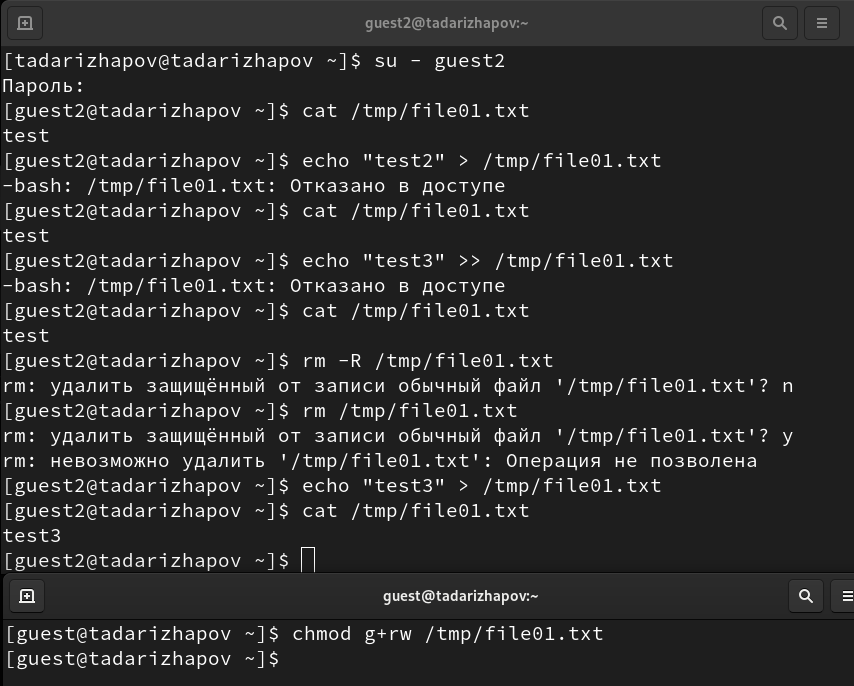 guest2@tadarizhapov:~
[tadarizhapov@tadarizhapov ~]$ su - guest2
Пароль:
[guest2@tadarizhapov ~]$ cat /tmp/file01.txt
test
[guest2@tadarizhapov ~]$ echo "test2" > /tmp/file01.txt
-bash: /tmp/file01.txt: Отказано в доступе
[guest2@tadarizhapov ~]$ cat /tmp/file01.txt
test
[guest2@tadarizhapov ~]$ echo "test3" >> /tmp/file01.txt
-bash: /tmp/file01.txt: Отказано в доступе
[guest2@tadarizhapov ~]$ cat /tmp/file01.txt
test
[guest2@tadarizhapov ~]$ rm -R /tmp/file01.txt
rm: удалить защищённый от записи обычный файл '/tmp/file01.txt'? n
[guest2@tadarizhapov ~]$ rm /tmp/file01.txt
rm: удалить защищённый от записи обычный файл '/tmp/file01.txt'? y
rm: невозможно удалить '/tmp/file01.txt': Операция не позволена
[guest2@tadarizhapov ~]$ echo "test3" > /tmp/file01.txt
[guest2@tadarizhapov ~]$ cat /tmp/file01.txt
test3
[guest2@tadarizhapov ~]$
guest@tadarizhapov:~
[guest@tadarizhapov ~]$ chmod g+rw /tmp/file01.txt
[guest@tadarizhapov ~]$